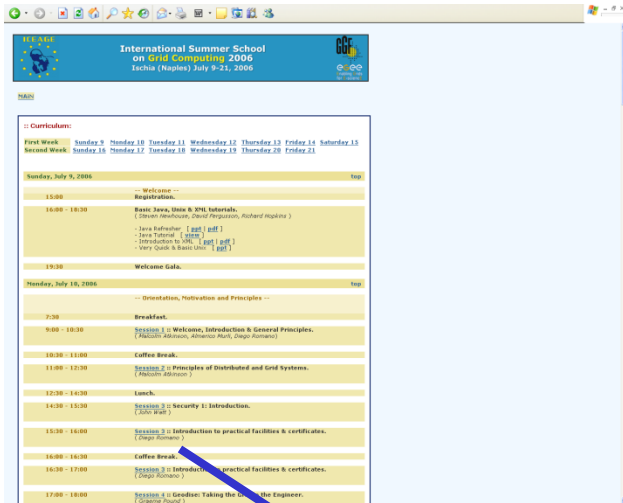 ICEAGE
International Summer School
on Grid Computing 2006
Ischia (Naples) July 9-21, 2006
GGF
egee
MAIN
:: Curriculum:
First Week Sunday 9 Monday 10 Tuesday 11 Wednesday 12 Thursday 13 Friday 14 Saturday 15
Second Week Sunday 16 Monday 17 Tuesday 18 Wednesday 19 Thursday 20 Friday 21
Sunday, July 9, 2006 top
-- Welcome --
15:00 Registration.
16:00 - 18:30 Basic Java, Unix & XML tutorials.
( Steven Newhouse, David Fergusson, Richard Hopkins )
- Java Refresher [ ppt | pdf ]
- Java Tutorial [ view ]
- Introduction to XML [ ppt | pdf ]
- Very Quick & Basic Unix [ ppt ]
19:30 Welcome Gala.
Monday, July 10, 2006 top
-- Orientation, Motivation and Principles --
7:30 Breakfast.
9:00 - 10:30 Session 1 :: Welcome, Introduction & General Principles.
( Malcolm Atkinson, Almerico Murli, Diego Romano)
10:30 - 11:00 Coffee Break.
11:00 - 12:30 Session 2 :: Principles of Distributed and Grid Systems.
( Malcolm Atkinson )
12:30 - 14:30 Lunch.
14:30 - 15:30 Session 3 :: Security 1: Introduction.
( John Watt )
15:30 - 16:00 Session 3 :: Introduction to practical facilities & certificates.
( Diego Romano )
16:00 - 16:30 Coffee Break.
16:30 - 17:00 Session 3 :: practical facilities & certificates.
( Diego Romano )
17:00 - 18:00 Session 4 :: Geodise: Taking the the Engineer.
( Graeme Pound )